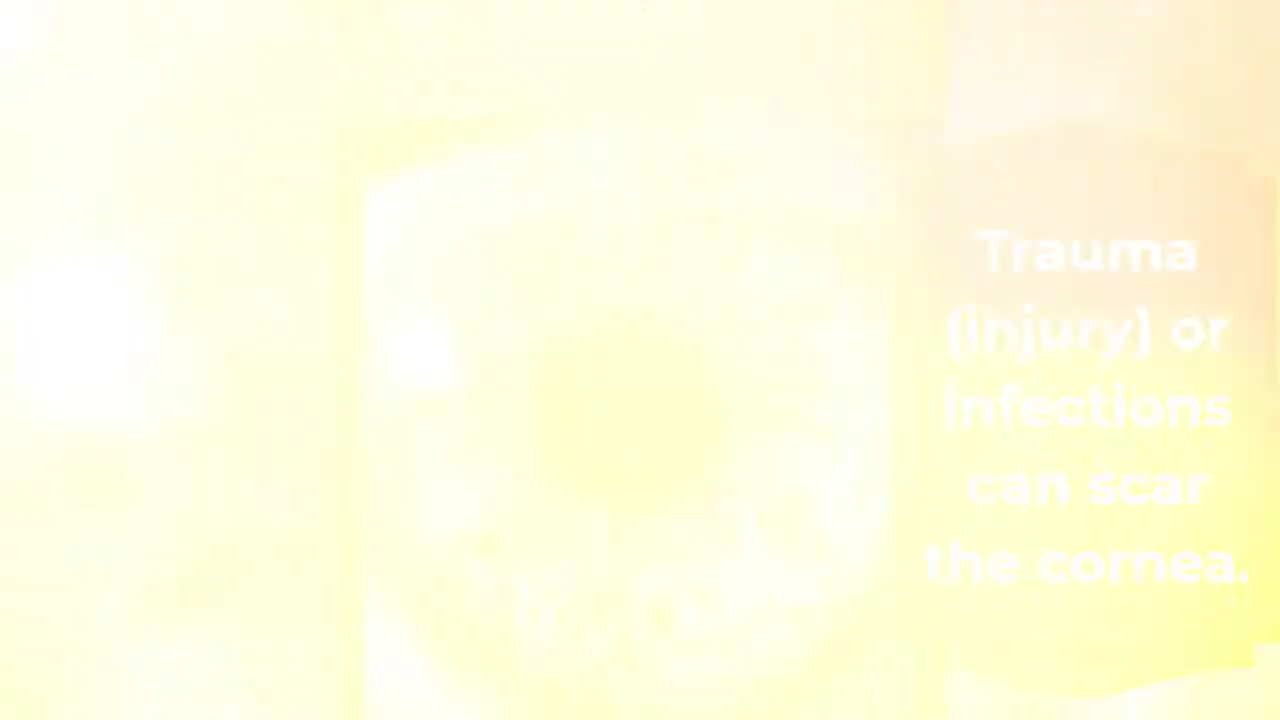 Trauma
(injury) or
infections
can scar
the cornea.